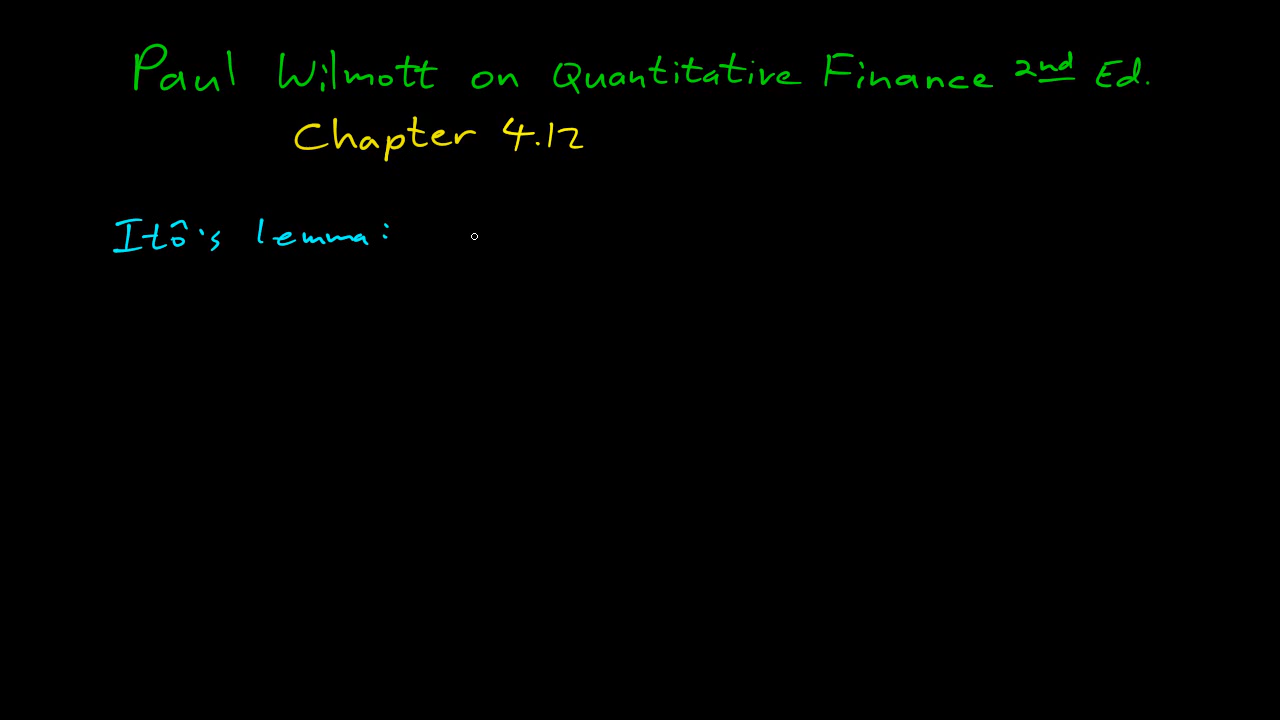 Paul Wilmott on Quantitative Finance 2nd Ed.
Chapter 4.12
Itô's lemma: